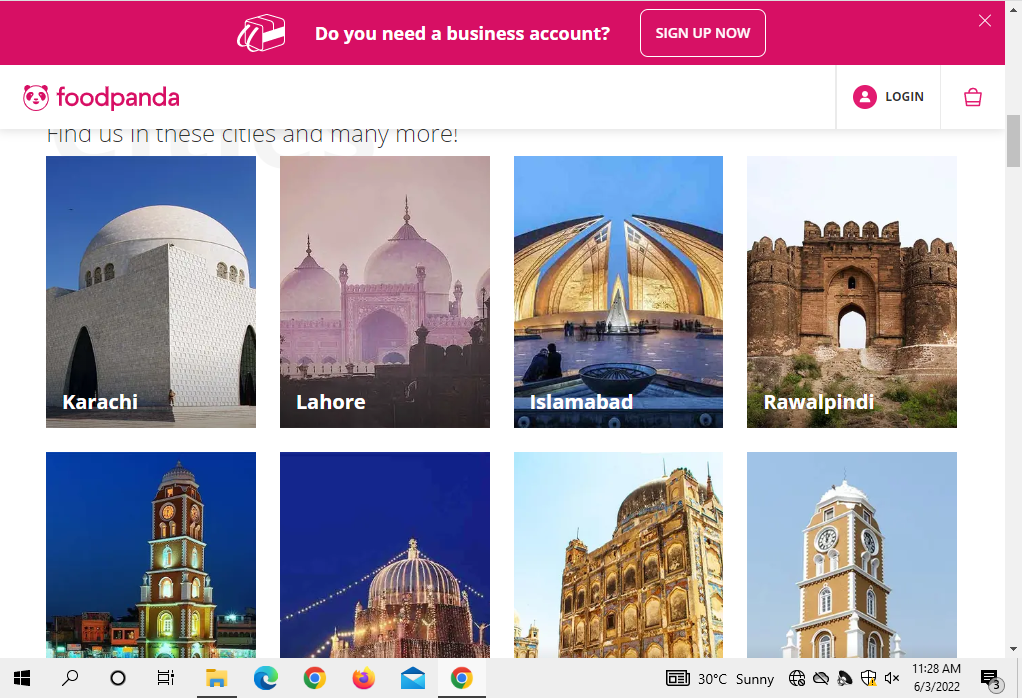 Do you need a business account?
SIGN UP NOW
foodpanda
LOGIN
Find us in these cities and many more!
Karachi
Lahore
Islamabad
Rawalpindi
30°C Sunny
11:28 AM
6/3/2022
3